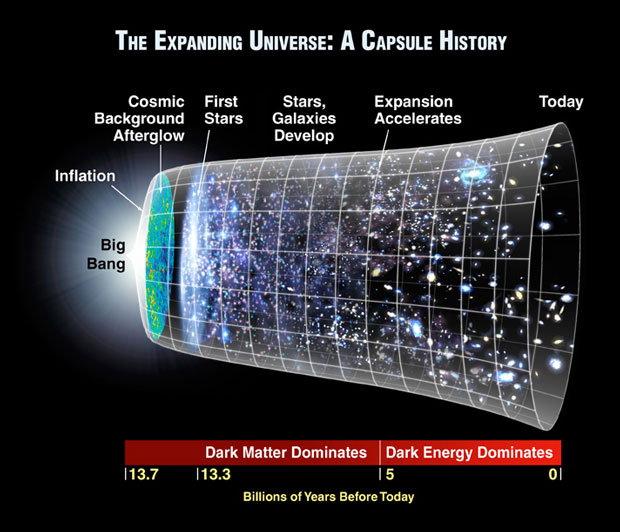 THE EXPANDING UNIVERSE: A CAPSULE HISTORY
Cosmic
Background
Afterglow
First
Stars
Stars,
Galaxies
Develop
Expansion
Accelerates
Today
Inflation
Big
Bang
Dark Matter Dominates
Dark Energy Dominates
13.7
13.3
5
0
Billions of Years Before Today